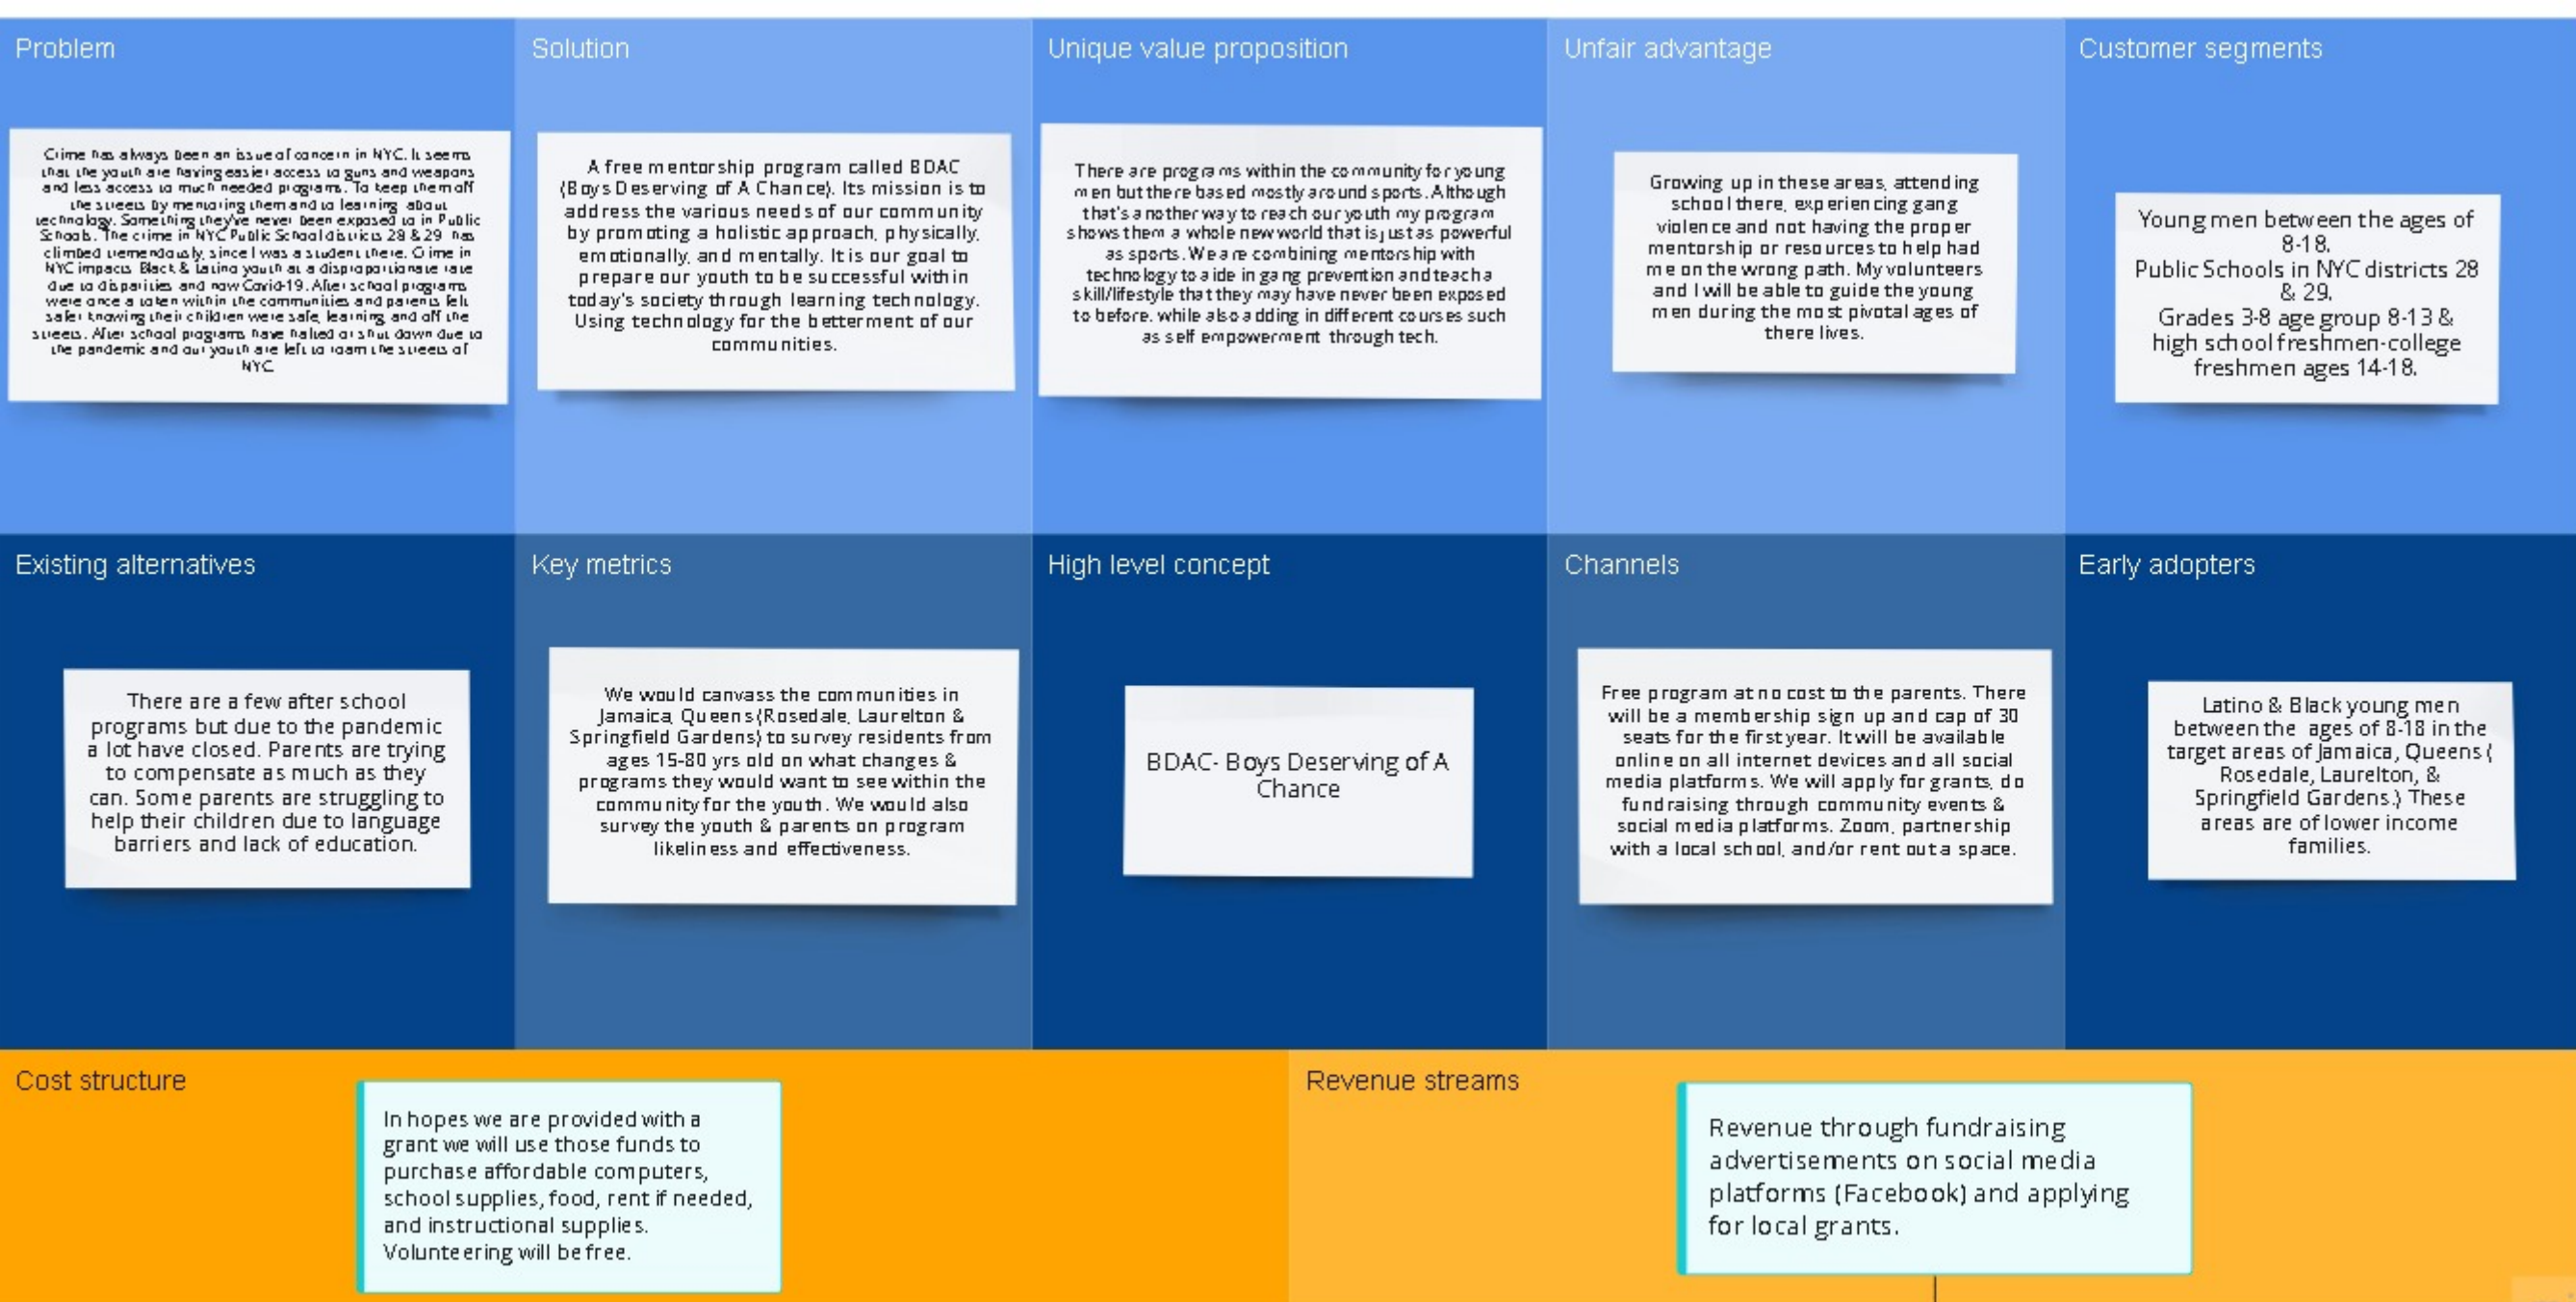 Problem
Crime has always been an issue of concern in NYC. It seems
that the youth are having easier access to guns and weapons
and less access to much needed programs. To keep them off
the streets by mentoring them and to learning about
technology. Something they've never been exposed to in Public
Schools. The crime in NYC Public School districts 28 & 29 has
climbed tremendously, since I was a student there. Crime in
NYC impacts Black & Latino youth at a disproportionate rate
due to disparities and now Covid-19. After school programs
were once a token within the communities and parents felt
safer knowing their children were safe, learning and off the
streets. After school programs have halted or shut down due to
the pandemic and our youth are left to roam the streets of
NYC.
Solution
A free mentorship program called BDAC
(Boys Deserving of A Chance). Its mission is to
address the various needs of our community
by promoting a holistic approach, physically,
emotionally, and mentally. It is our goal to
prepare our youth to be successful within
today's society through learning technology.
Using technology for the betterment of our
communities.
Unique value proposition
There are programs within the community for young
men but there based mostly around sports. Although
that's another way to reach our youth my program
shows them a whole new world that is just as powerful
as sports. We are combining mentorship with
technology to aide in gang prevention and teach a
skill/lifestyle that they may have never been exposed
to before. while also adding in different courses such
as self empowerment through tech.
Unfair advantage
Growing up in these areas, attending
school there, experiencing gang
violence and not having the proper
mentorship or resources to help had
me on the wrong path. My volunteers
and I will be able to guide the young
men during the most pivotal ages of
there lives.
Customer segments
Young men between the ages of
8-18.
Public Schools in NYC districts 28
& 29.
Grades 3-8 age group 8-13 &
high school freshmen-college
freshmen ages 14-18.
Existing alternatives
There are a few after school
programs but due to the pandemic
a lot have closed. Parents are trying
to compensate as much as they
can. Some parents are struggling to
help their children due to language
barriers and lack of education.
Key metrics
We would canvass the communities in
Jamaica, Queens (Rosedale, Laurelton &
Springfield Gardens) to survey residents from
ages 15-80 yrs old on what changes &
programs they would want to see within the
community for the youth. We would also
survey the youth & parents on program
likeliness and effectiveness.
High level concept
BDAC- Boys Deserving of A
Chance
Channels
Free program at no cost to the parents. There
will be a membership sign up and cap of 30
seats for the first year. It will be available
online on all internet devices and all social
media platforms. We will apply for grants, do
fundraising through community events &
social media platforms. Zoom, partnership
with a local school, and/or rent out a space.
Early adopters
Latino & Black young men
between the ages of 8-18 in the
target areas of Jamaica, Queens (
Rosedale, Laurelton, &
Springfield Gardens.) These
areas are of lower income
families.
Cost structure
In hopes we are provided with a
grant we will use those funds to
purchase affordable computers,
school supplies, food, rent if needed,
and instructional supplies.
Volunteering will be free.
Revenue streams
Revenue through fundraising
advertisements on social media
platforms (Facebook) and applying
for local grants.